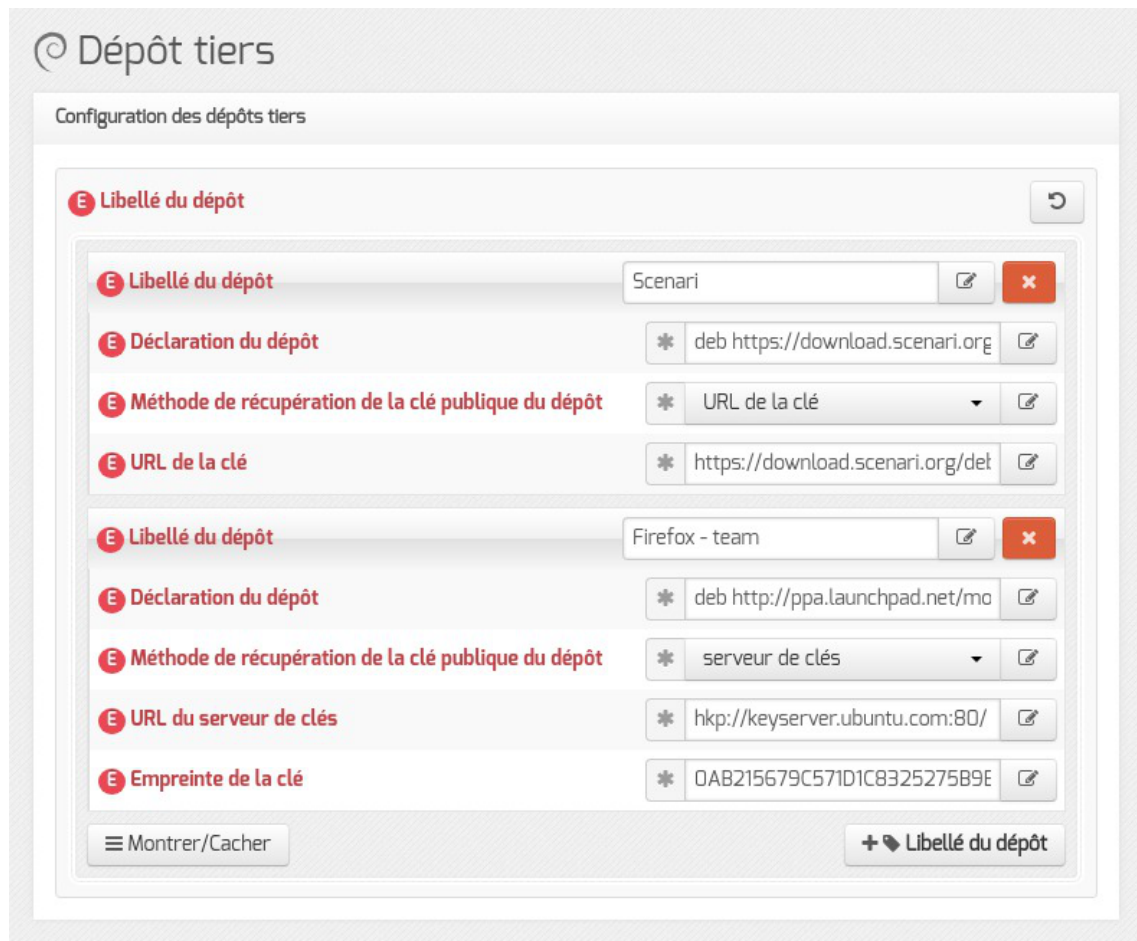 Dépôt tiers
Configuration des dépôts tiers
E Libellé du dépôt
E Libellé du dépôt Scenari
E Déclaration du dépôt deb https://download.scenari.org
E Méthode de récupération de la clé publique du dépôt URL de la clé
E URL de la clé https://download.scenari.org/deb
E Libellé du dépôt Firefox - team
E Déclaration du dépôt deb http://ppa.launchpad.net/mo
E Méthode de récupération de la clé publique du dépôt serveur de clés
E URL du serveur de clés hkp://keyserver.ubuntu.com:80/
E Empreinte de la clé 0AB215679C571D1C8325275B9E
Montrer/Cacher + Libellé du dépôt